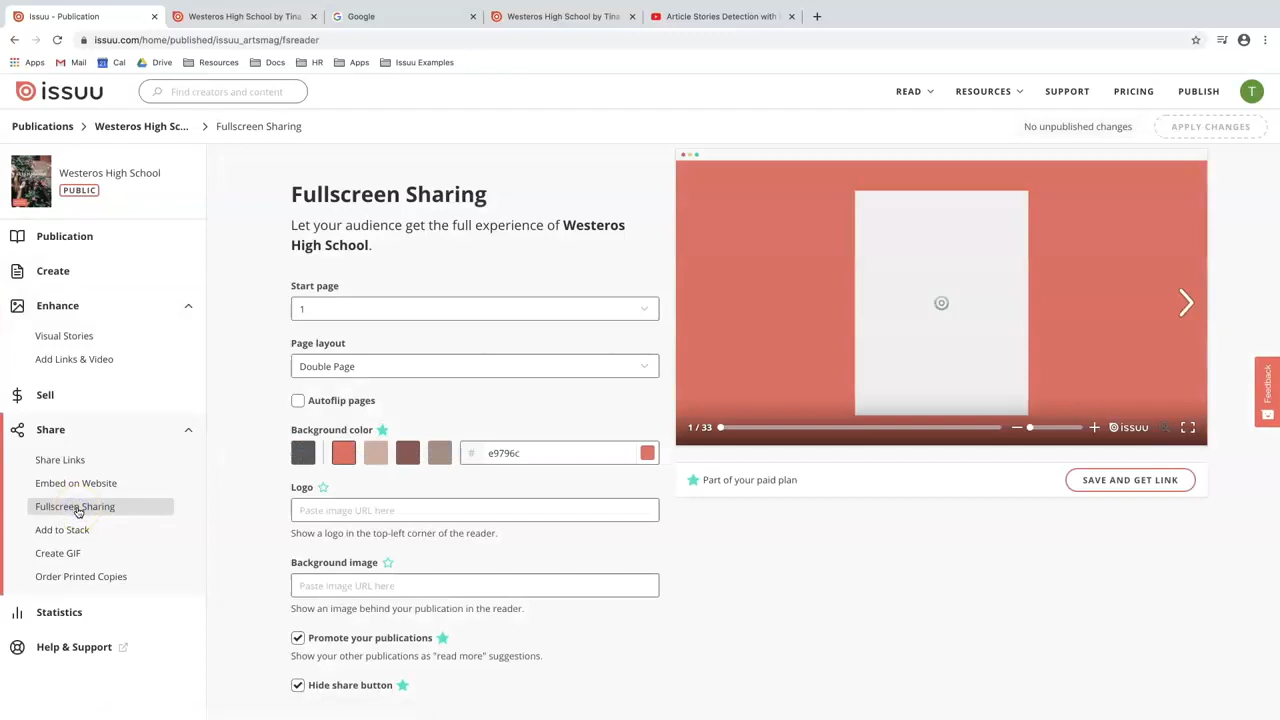 Issuu - Publication
Westeros High School by Tina
Google
Westeros High School by Tina
Article Stories Detection with
issuu.com/home/published/issuu_artsmag/fsreader
Apps
Mail
Cal
Drive
Resources
Docs
HR
Apps
Issuu Examples
issuu
Find creators and content
READ
RESOURCES
SUPPORT
PRICING
PUBLISH
T
Publications
Westeros High Sc...
Fullscreen Sharing
No unpublished changes
APPLY CHANGES
Westeros High School
PUBLIC
Publication
Create
Enhance
Visual Stories
Add Links & Video
Sell
Share
Share Links
Embed on Website
Fullscreen Sharing
Add to Stack
Create GIF
Order Printed Copies
Statistics
Help & Support
Fullscreen Sharing
Let your audience get the full experience of Westeros
High School.
Start page
1
Page layout
Double Page
Autoflip pages
Background color
# e9796c
Logo
Paste image URL here
Show a logo in the top-left corner of the reader.
Background image
Paste image URL here
Show an image behind your publication in the reader.
Promote your publications
Show your other publications as "read more" suggestions.
Hide share button
1 / 33
issuu
Part of your paid plan
SAVE AND GET LINK
Feedback